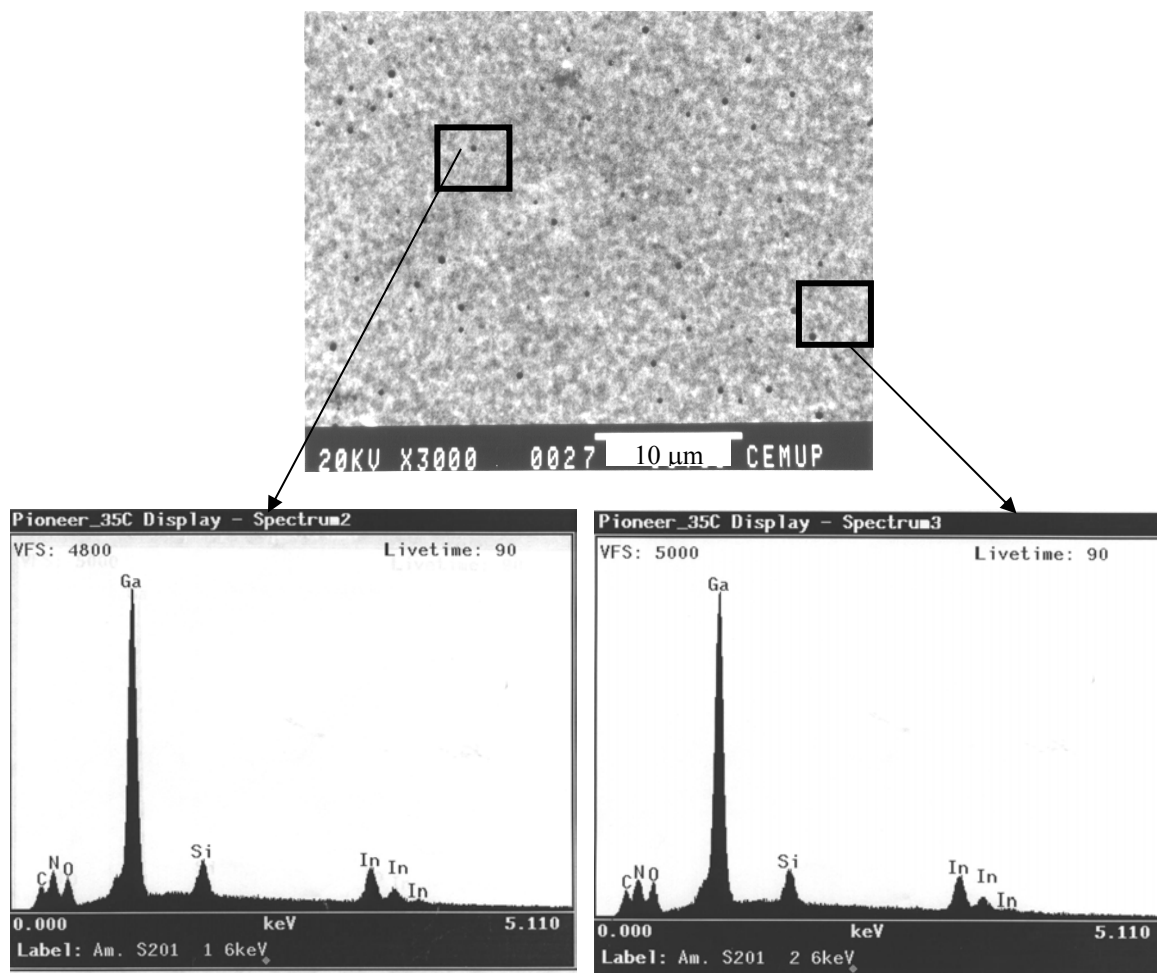 20KV X3000 0027 10 μm CEMUP
Pioneer_35C Display - Spectrum2
VFS: 4800 Livetime: 90
Ga
C N O
Si
In In In
0.000 keV 5.110
Label: Am. S201 1 6keV
Pioneer_35C Display - Spectrum3
VFS: 5000 Livetime: 90
Ga
C N O
Si
In In In
0.000 keV 5.110
Label: Am. S201 2 6keV